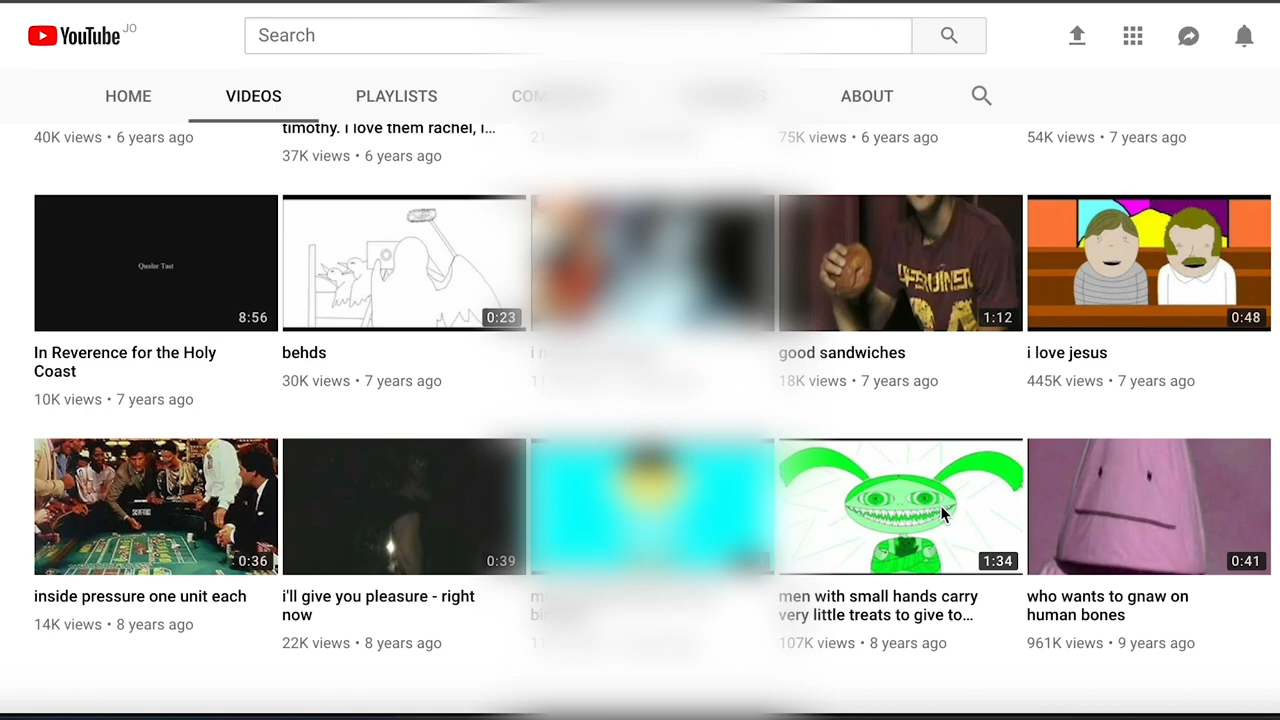 YouTube JO
Search
HOME VIDEOS PLAYLISTS ABOUT
40K views • 6 years ago
timothy. i love them rachel, i...
37K views • 6 years ago
75K views • 6 years ago
54K views • 7 years ago
Qualar Tast
8:56
0:23
UPRUINER
1:12
0:48
In Reverence for the Holy
Coast
10K views • 7 years ago
behds
30K views • 7 years ago
good sandwiches
18K views • 7 years ago
i love jesus
445K views • 7 years ago
0:36
0:39
1:34
0:41
inside pressure one unit each
14K views • 8 years ago
i'll give you pleasure - right
now
22K views • 8 years ago
men with small hands carry
very little treats to give to...
107K views • 8 years ago
who wants to gnaw on
human bones
961K views • 9 years ago